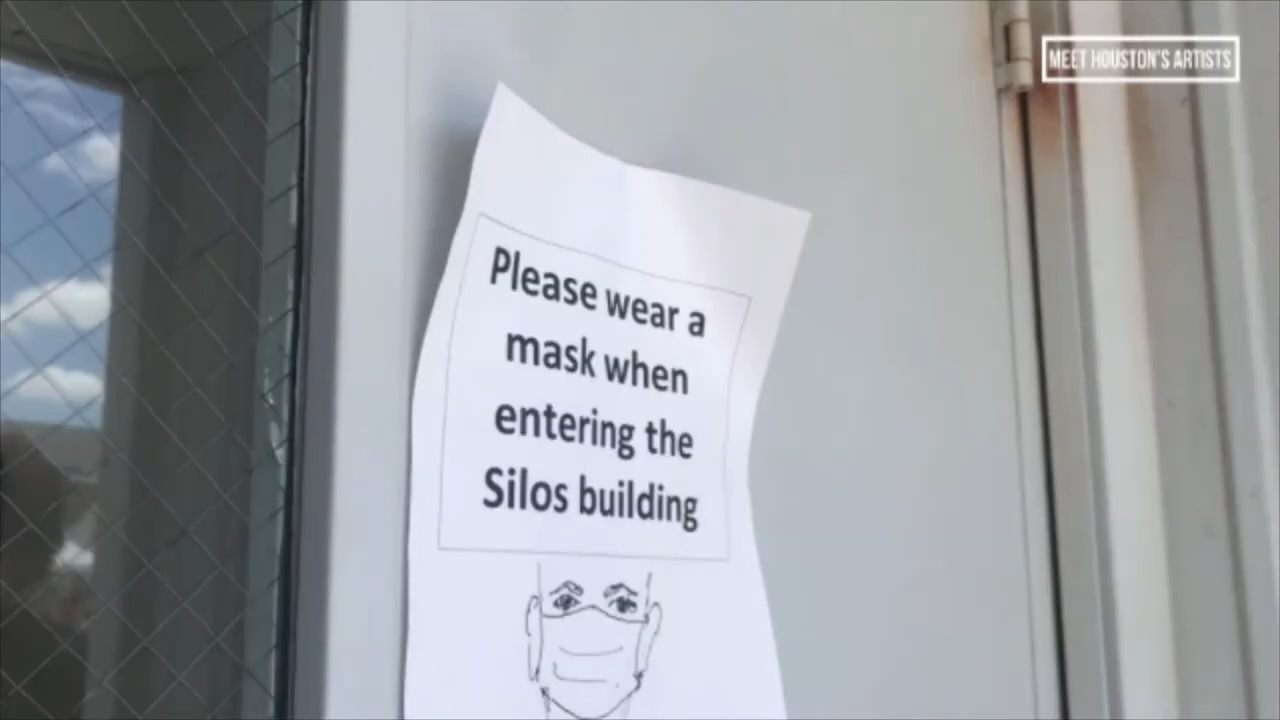 MEET HOUSTON'S ARTISTS
Please wear a
mask when
entering the
Silos building